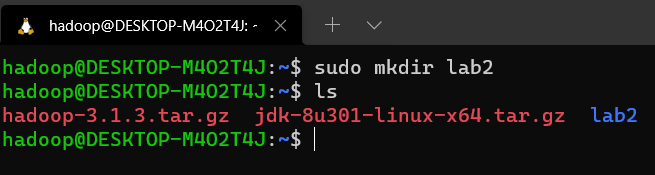 hadoop@DESKTOP-M4O2T4J: ~
hadoop@DESKTOP-M4O2T4J:~$ sudo mkdir lab2
hadoop@DESKTOP-M4O2T4J:~$ ls
hadoop-3.1.3.tar.gz  jdk-8u301-linux-x64.tar.gz  lab2
hadoop@DESKTOP-M4O2T4J:~$